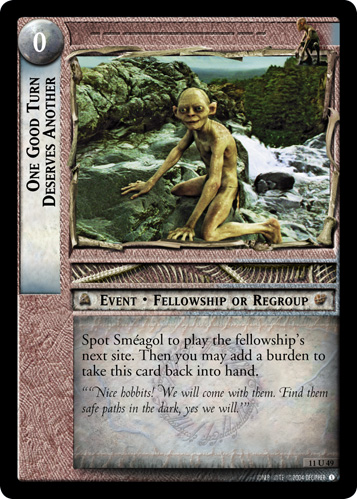 0
ONE GOOD TURN
DESERVES ANOTHER
EVENT • FELLOWSHIP OR REGROUP
Spot Sméagol to play the fellowship's
next site. Then you may add a burden to
take this card back into hand.
““Nice hobbits! We will come with them. Find them
safe paths in the dark, yes we will.’”
11 U 49